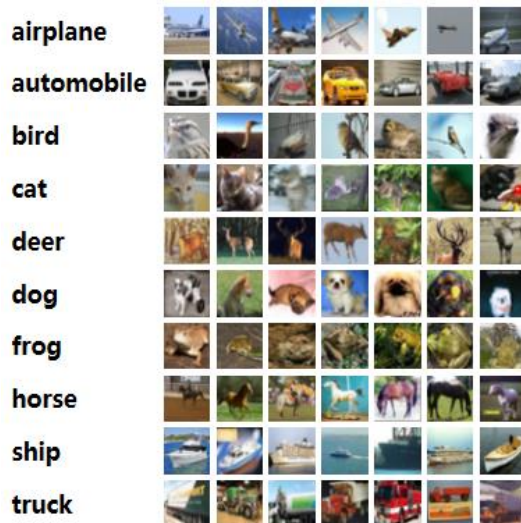 airplane
automobile
bird
cat
deer
dog
frog
horse
ship
truck